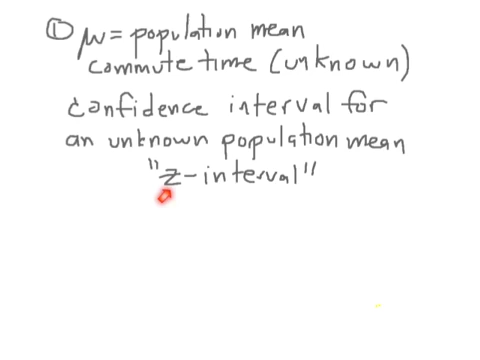 ① μ = population mean
commute time (unknown)
confidence interval for
an unknown population mean
"z-interval"